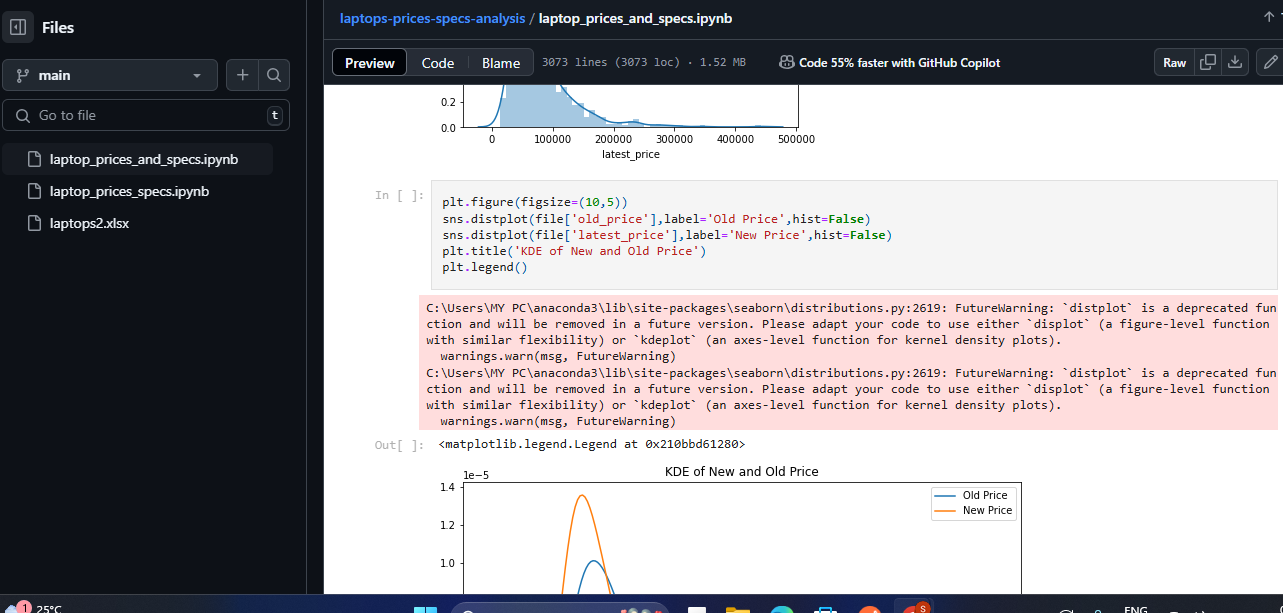 Files
laptops-prices-specs-analysis / laptop_prices_and_specs.ipynb
main
Preview Code Blame 3073 lines (3073 loc) · 1.52 MB Code 55% faster with GitHub Copilot Raw
Go to file t
laptop_prices_and_specs.ipynb
laptop_prices_specs.ipynb
laptops2.xlsx
0.2
0.0
0 100000 200000 300000 400000 500000
latest_price
In [ ]:
plt.figure(figsize=(10,5))
sns.distplot(file['old_price'],label='Old Price',hist=False)
sns.distplot(file['latest_price'],label='New Price',hist=False)
plt.title('KDE of New and Old Price')
plt.legend()
C:\Users\MY PC\anaconda3\lib\site-packages\seaborn\distributions.py:2619: FutureWarning: `distplot` is a deprecated fun
ction and will be removed in a future version. Please adapt your code to use either `displot` (a figure-level function
with similar flexibility) or `kdeplot` (an axes-level function for kernel density plots).
warnings.warn(msg, FutureWarning)
C:\Users\MY PC\anaconda3\lib\site-packages\seaborn\distributions.py:2619: FutureWarning: `distplot` is a deprecated fun
ction and will be removed in a future version. Please adapt your code to use either `displot` (a figure-level function
with similar flexibility) or `kdeplot` (an axes-level function for kernel density plots).
warnings.warn(msg, FutureWarning)
Out[ ]: <matplotlib.legend.Legend at 0x210bbd61280>
KDE of New and Old Price
1e-5
1.4
Old Price
New Price
1.2
1.0
1
25°C
S
ENG